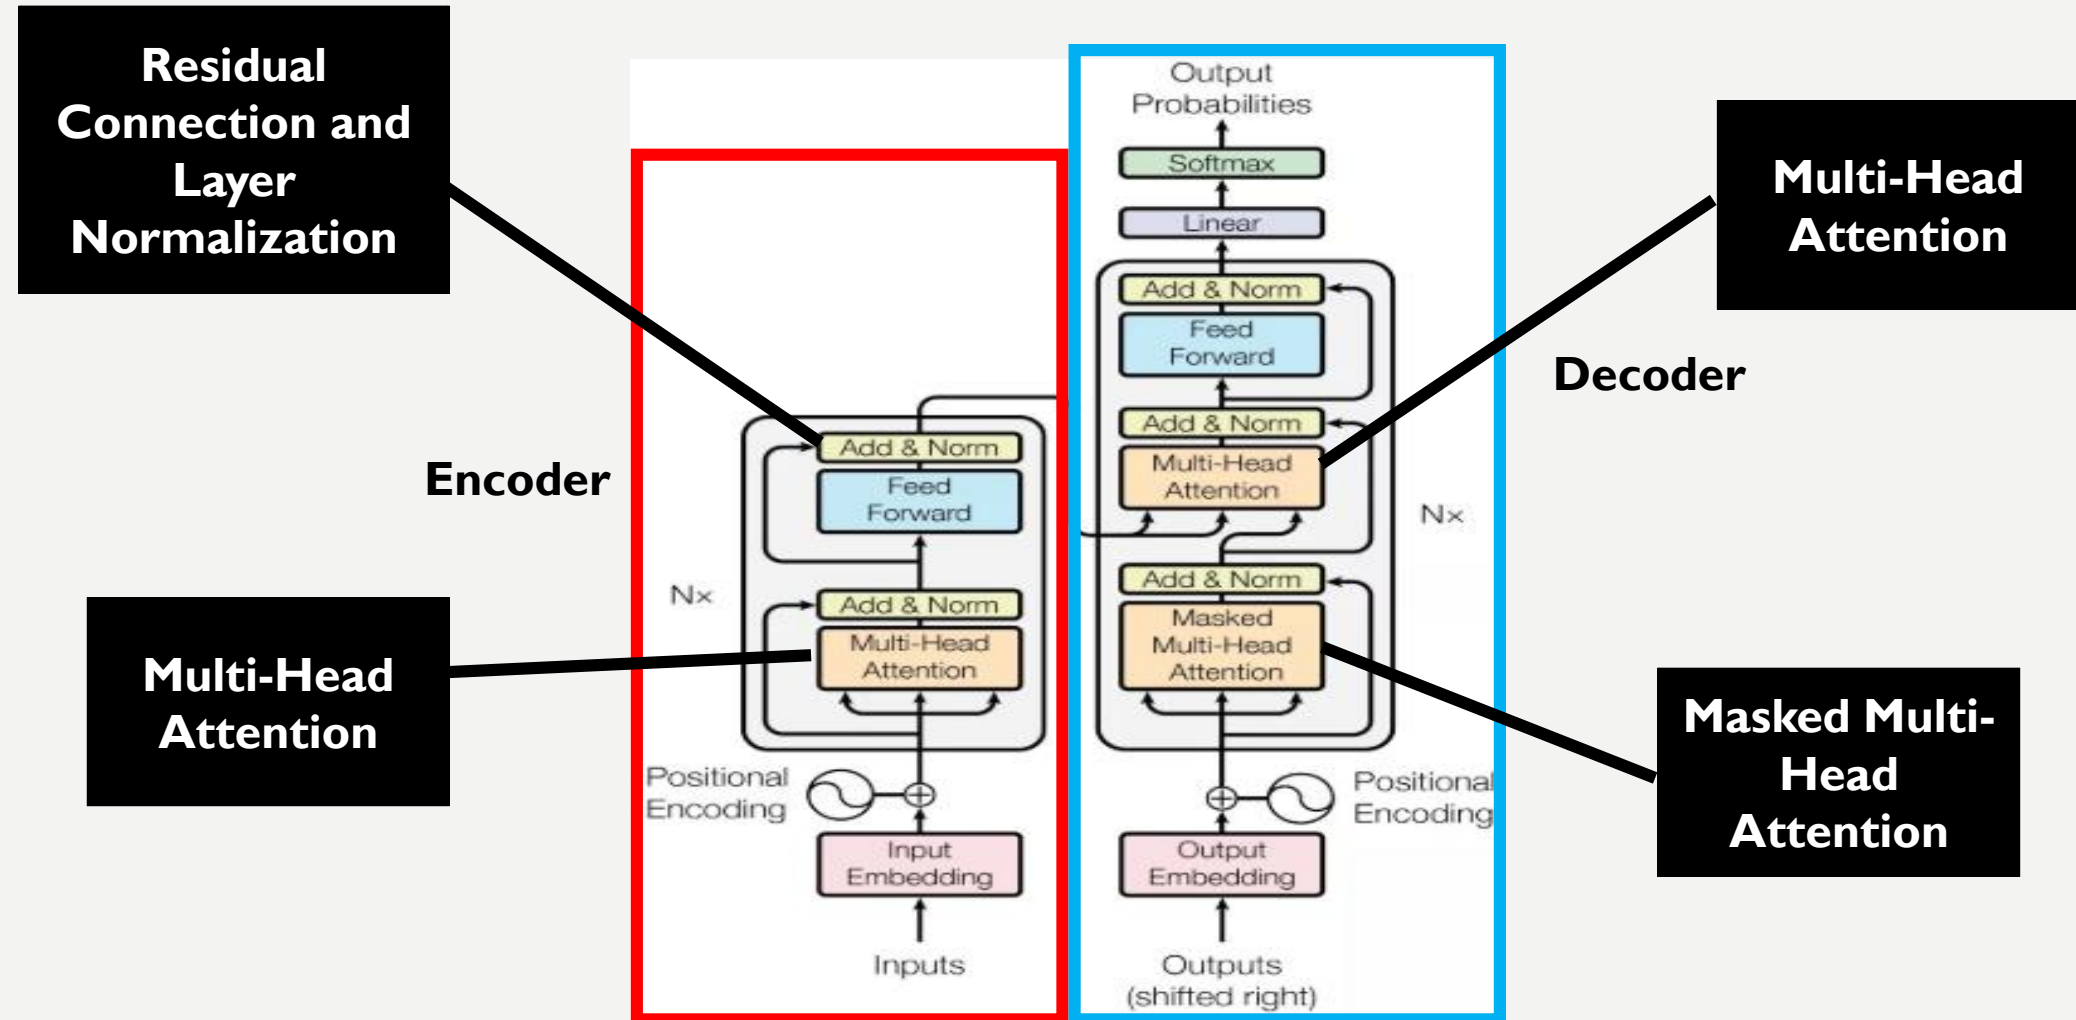 Residual
Connection and
Layer
Normalization
Encoder
Multi-Head
Attention
Add & Norm
Feed
Forward
Nx
Add & Norm
Multi-Head
Attention
Positional
Encoding
Input
Embedding
Inputs
Output
Probabilities
Softmax
Linear
Add & Norm
Feed
Forward
Add & Norm
Multi-Head
Attention
Nx
Add & Norm
Masked
Multi-Head
Attention
Positional
Encoding
Output
Embedding
Outputs
(shifted right)
Multi-Head
Attention
Decoder
Masked Multi-
Head
Attention